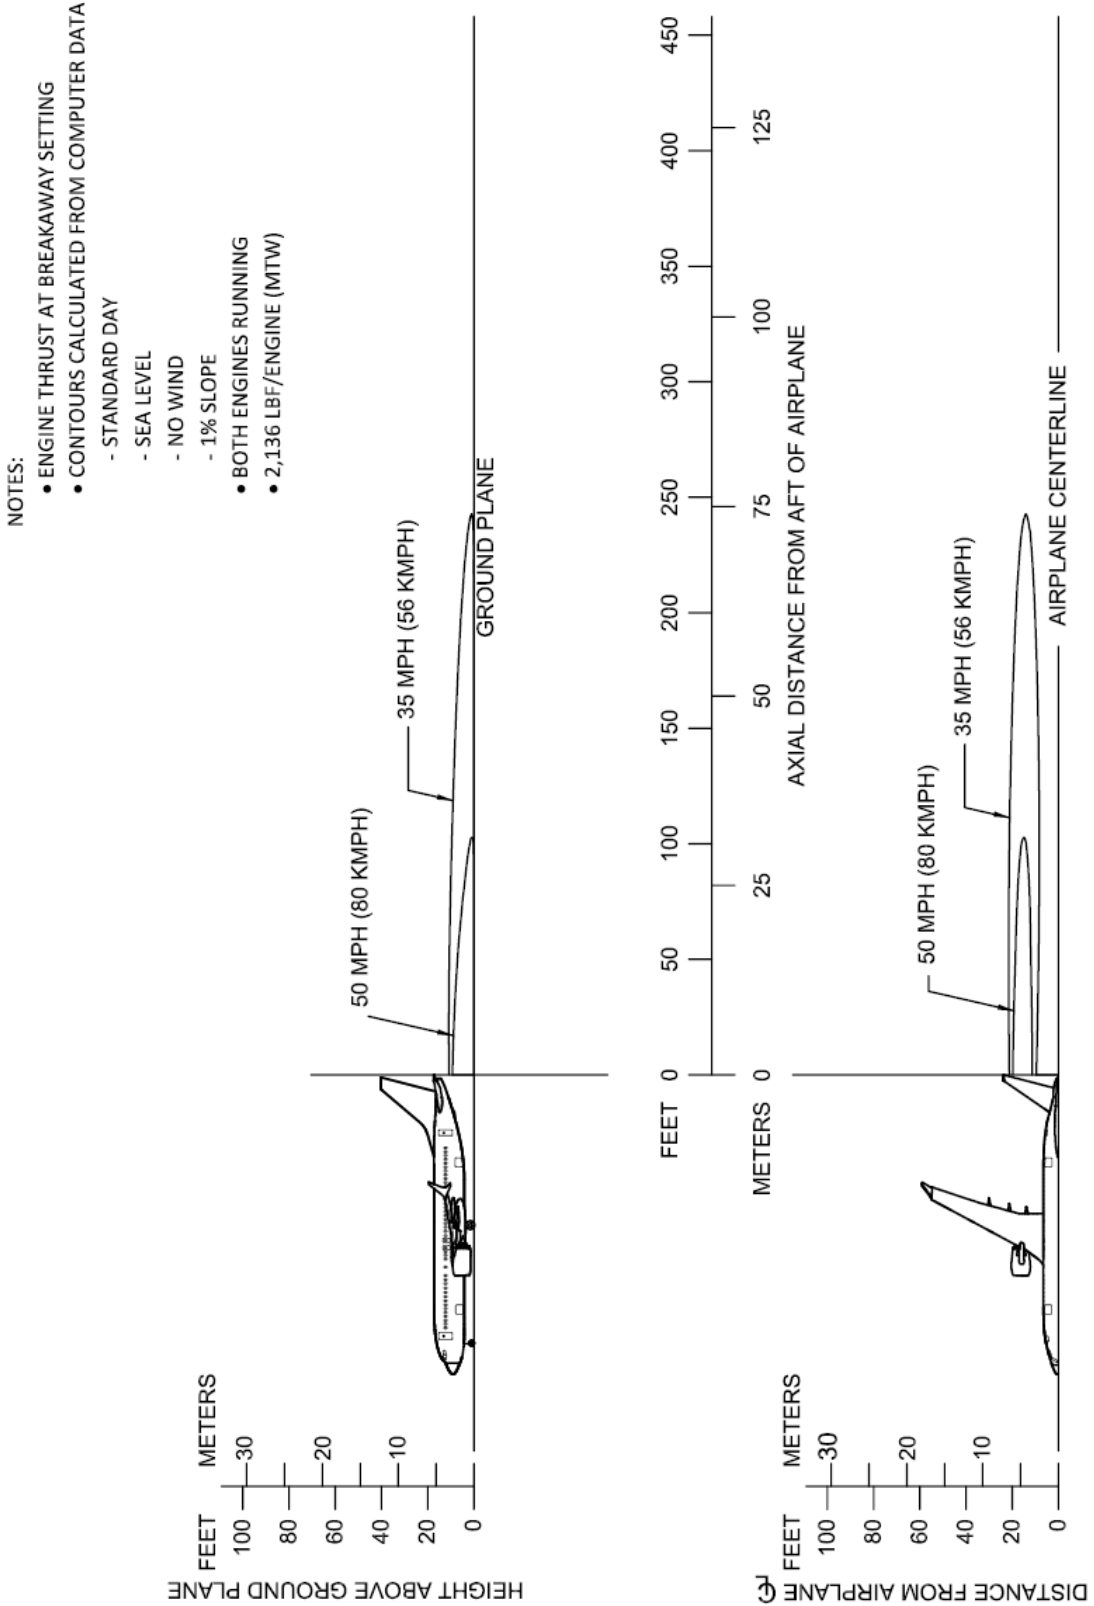 NOTES:
• ENGINE THRUST AT BREAKAWAY SETTING
• CONTOURS CALCULATED FROM COMPUTER DATA
- STANDARD DAY
- SEA LEVEL
- NO WIND
- 1% SLOPE
• BOTH ENGINES RUNNING
• 2,136 LBF/ENGINE (MTW)
HEIGHT ABOVE GROUND PLANE
FEET
METERS
100
80
60
40
20
0
30
20
10
50 MPH (80 KMPH)
35 MPH (56 KMPH)
GROUND PLANE
FEET
0
50
100
150
200
250
300
350
400
450
METERS
0
25
50
75
100
125
AXIAL DISTANCE FROM AFT OF AIRPLANE
DISTANCE FROM AIRPLANE ℄
FEET
METERS
100
80
60
40
20
0
30
20
10
50 MPH (80 KMPH)
35 MPH (56 KMPH)
AIRPLANE CENTERLINE